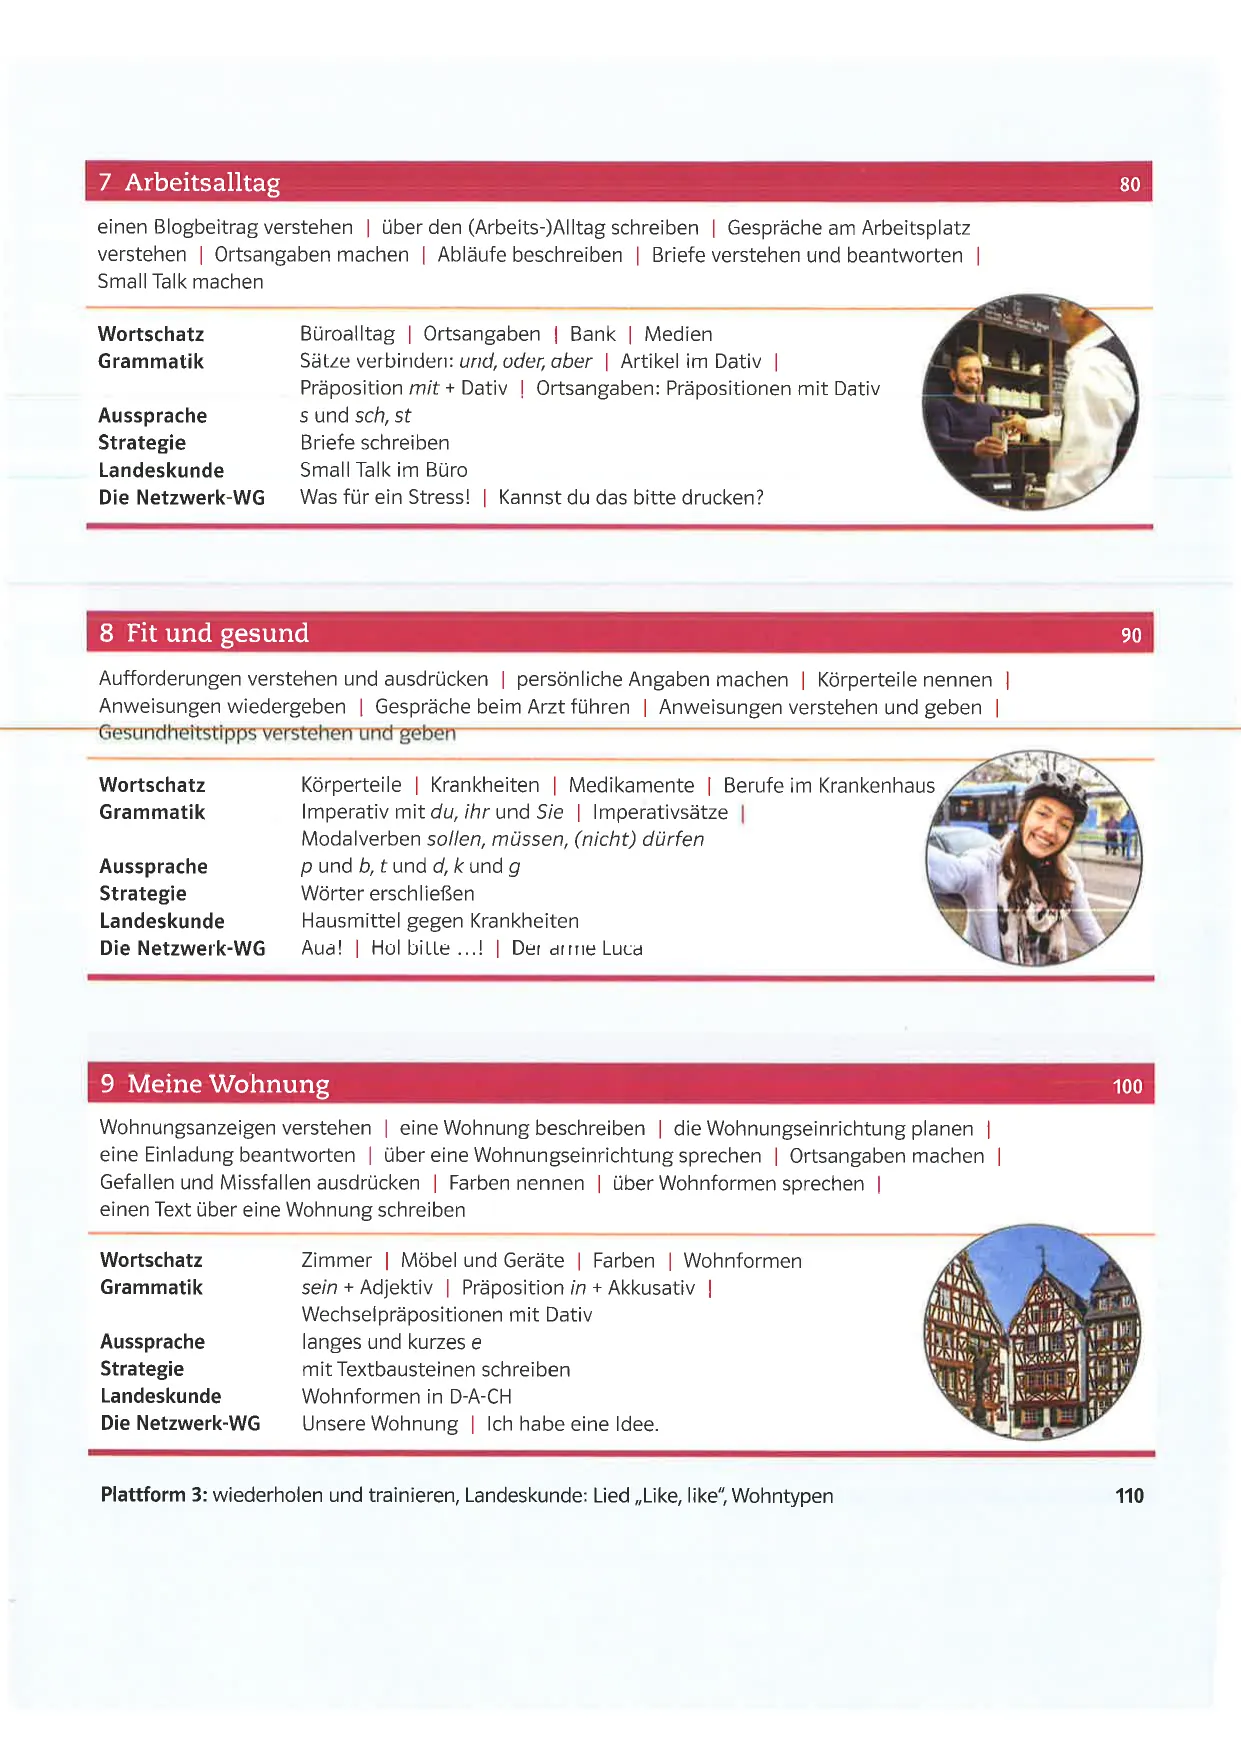 7 Arbeitsalltag 80
einen Blogbeitrag verstehen | über den (Arbeits-)Alltag schreiben | Gespräche am Arbeitsplatz
verstehen | Ortsangaben machen | Abläufe beschreiben | Briefe verstehen und beantworten |
Small Talk machen
Wortschatz Büroalltag | Ortsangaben | Bank | Medien
Grammatik Sätze verbinden: und, oder, aber | Artikel im Dativ |
Präposition mit + Dativ | Ortsangaben: Präpositionen mit Dativ
Aussprache s und sch, st
Strategie Briefe schreiben
Landeskunde Small Talk im Büro
Die Netzwerk-WG Was für ein Stress! | Kannst du das bitte drucken?
8 Fit und gesund 90
Aufforderungen verstehen und ausdrücken | persönliche Angaben machen | Körperteile nennen |
Anweisungen wiedergeben | Gespräche beim Arzt führen | Anweisungen verstehen und geben |
Gesundheitstipps verstehen und geben
Wortschatz Körperteile | Krankheiten | Medikamente | Berufe im Krankenhaus
Grammatik Imperativ mit du, ihr und Sie | Imperativsätze |
Modalverben sollen, müssen, (nicht) dürfen
Aussprache p und b, t und d, k und g
Strategie Wörter erschließen
Landeskunde Hausmittel gegen Krankheiten
Die Netzwerk-WG Aua! | Hol bitte ...! | Der arme Luca
9 Meine Wohnung 100
Wohnungsanzeigen verstehen | eine Wohnung beschreiben | die Wohnungseinrichtung planen |
eine Einladung beantworten | über eine Wohnungseinrichtung sprechen | Ortsangaben machen |
Gefallen und Missfallen ausdrücken | Farben nennen | über Wohnformen sprechen |
einen Text über eine Wohnung schreiben
Wortschatz Zimmer | Möbel und Geräte | Farben | Wohnformen
Grammatik sein + Adjektiv | Präposition in + Akkusativ |
Wechselpräpositionen mit Dativ
Aussprache langes und kurzes e
Strategie mit Textbausteinen schreiben
Landeskunde Wohnformen in D-A-CH
Die Netzwerk-WG Unsere Wohnung | Ich habe eine Idee.
Plattform 3: wiederholen und trainieren, Landeskunde: Lied „Like, like“, Wohntypen 110